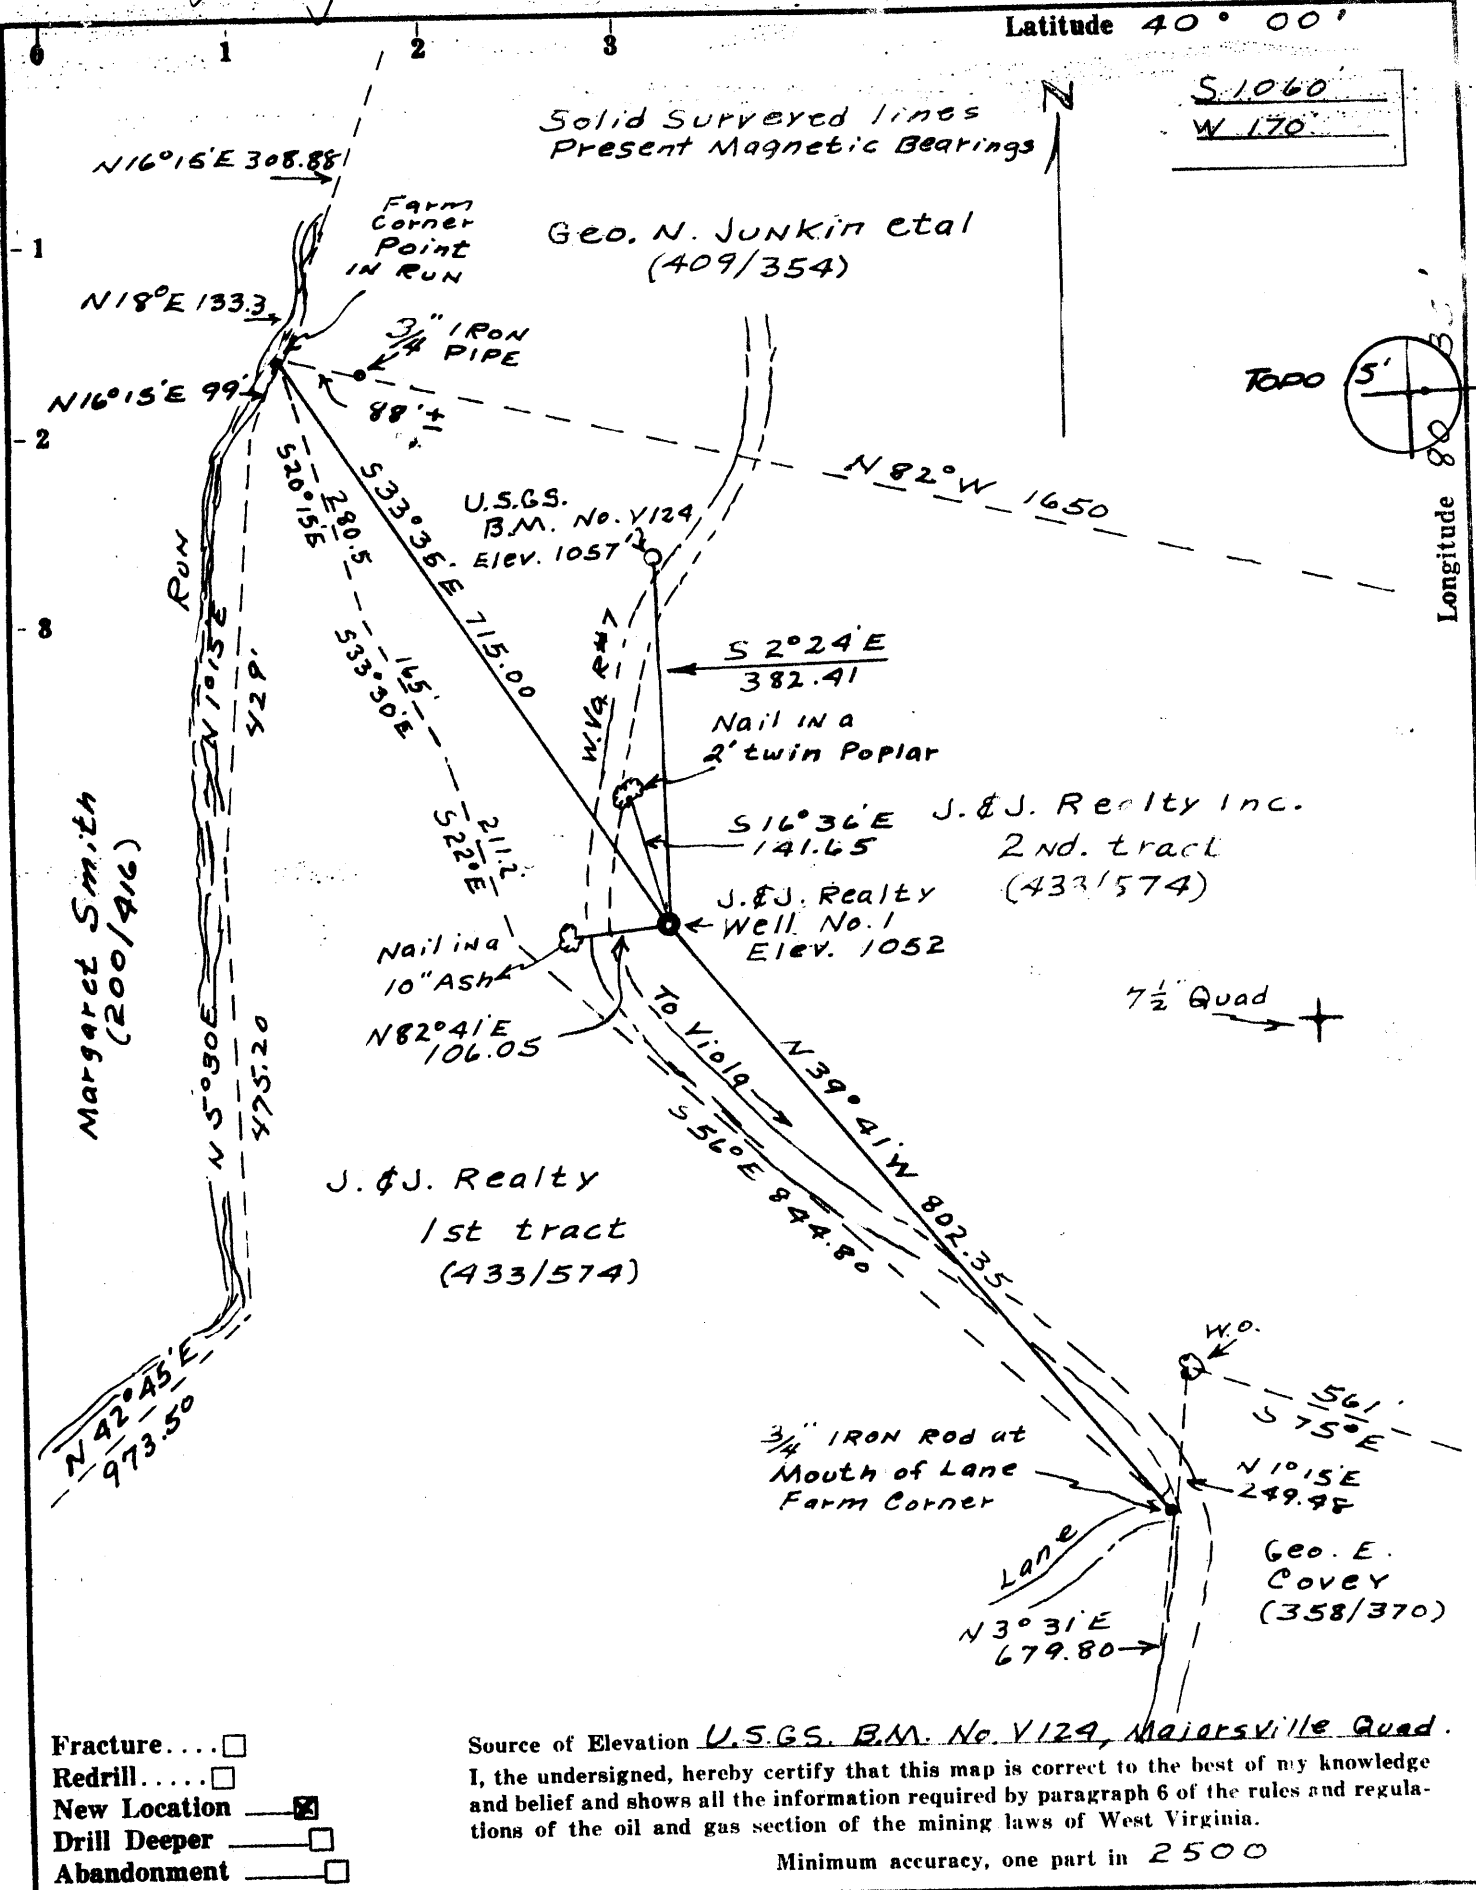 Latitude 40° 00'
0 1 2 3
S 1060'
W 170'
Solid Surveyed lines
Present Magnetic Bearings
N
N16°15'E 308.88'
Farm
Corner
Point
IN RUN
Geo. N. Junkin etal
(409/354)
- 1
N18°E 133.3
3/4" IRON
PIPE
TOPO 15'
N16°15'E 99'
88'±
- 2
N82°W 1650
Longitude 80° 35'
S20°15'E
280.5
S33°36'E 715.00
U.S.G.S.
B.M. No. V124
Elev. 1057'
RUN
- 3
S 2°24'E
382.41
N 1°15'E
429'
165'
S33°30'E
W.Va R#7
Nail IN a
2' twin Poplar
J.&J. Realty Inc.
2nd. tract
(433/574)
S16°36'E
141.65
211.2'
S22°E
Margaret Smith
(200/416)
J.&J. Realty
Well No. 1
Elev. 1052
Nail in a
10" Ash
7½" Quad
N82°41'E
106.05
To Viola
N39°41'W 802.35
N 5°30'E
475.20
S56°E 844.80
J.&J. Realty
1st tract
(433/574)
W.O.
561'
S 75°E
N42°45'E
973.50
3/4" IRON Rod at
Mouth of Lane
Farm Corner
N 1°15'E
249.48
Lane
Geo. E.
Covey
(358/370)
N3°31'E
679.80
Fracture....
Redrill.....
New Location
Drill Deeper
Abandonment
Source of Elevation U.S.G.S. B.M. No. V124, Majorsville Quad.
I, the undersigned, hereby certify that this map is correct to the best of my knowledge
and belief and shows all the information required by paragraph 6 of the rules and regula-
tions of the oil and gas section of the mining laws of West Virginia.
Minimum accuracy, one part in 2500